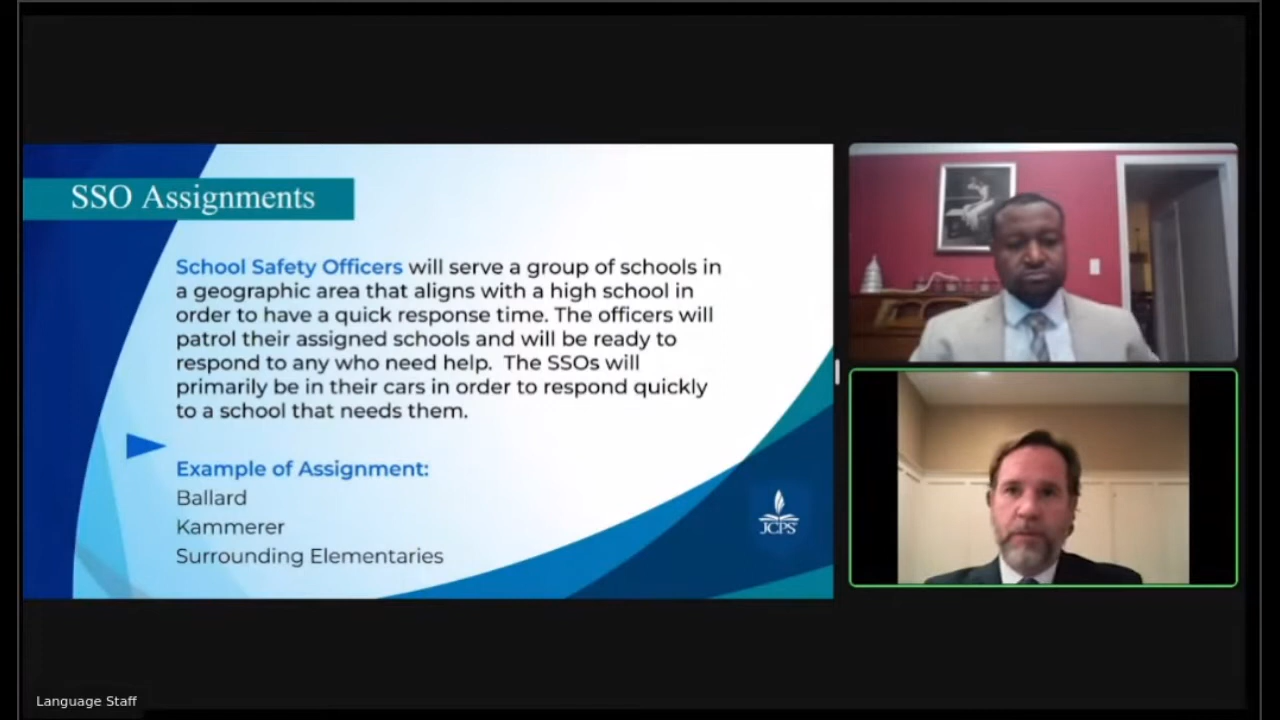 SSO Assignments
School Safety Officers will serve a group of schools in
a geographic area that aligns with a high school in
order to have a quick response time. The officers will
patrol their assigned schools and will be ready to
respond to any who need help. The SSOs will
primarily be in their cars in order to respond quickly
to a school that needs them.
Example of Assignment:
Ballard
Kammerer
Surrounding Elementaries
JCPS
Language Staff